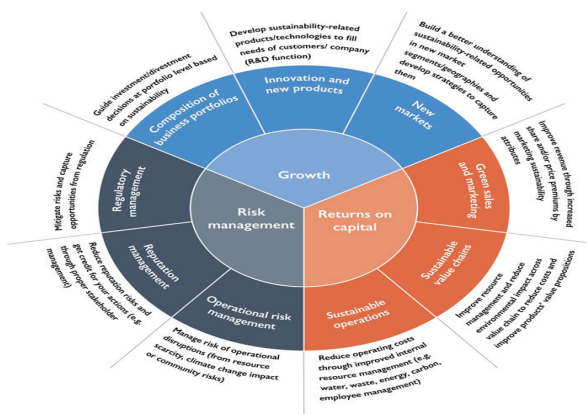 Guide investment/divestment
decisions at portfolio level based
on sustainability
Develop sustainability-related
products/technologies to fill
needs of customers/ company
(R&D function)
Build a better understanding of
sustainability-related opportunities
in new market
segments/geographies and
develop strategies to capture
them
Composition of
business portfolios
Innovation and
new products
New
markets
Growth
Improve revenue through increased
share and/or price premiums by
marketing sustainability
attributes
Green sales
and marketing
Returns on
capital
Sustainable
value chains
Improve resource
management and reduce
environmental impact across
value chain to reduce costs and
improve products' value propositions
Sustainable
operations
Reduce operating costs
through improved internal
resource management (e.g.
water, waste, energy, carbon,
employee management)
Risk
management
Operational risk
management
Manage risk of operational
disruptions (from resource
scarcity, climate change impact
or community risks)
Reputation
management
Reduce reputation risks and
get credit for your actions (e.g.
through proper stakeholder
management)
Regulatory
management
Mitigate risks and capture
opportunities from regulation